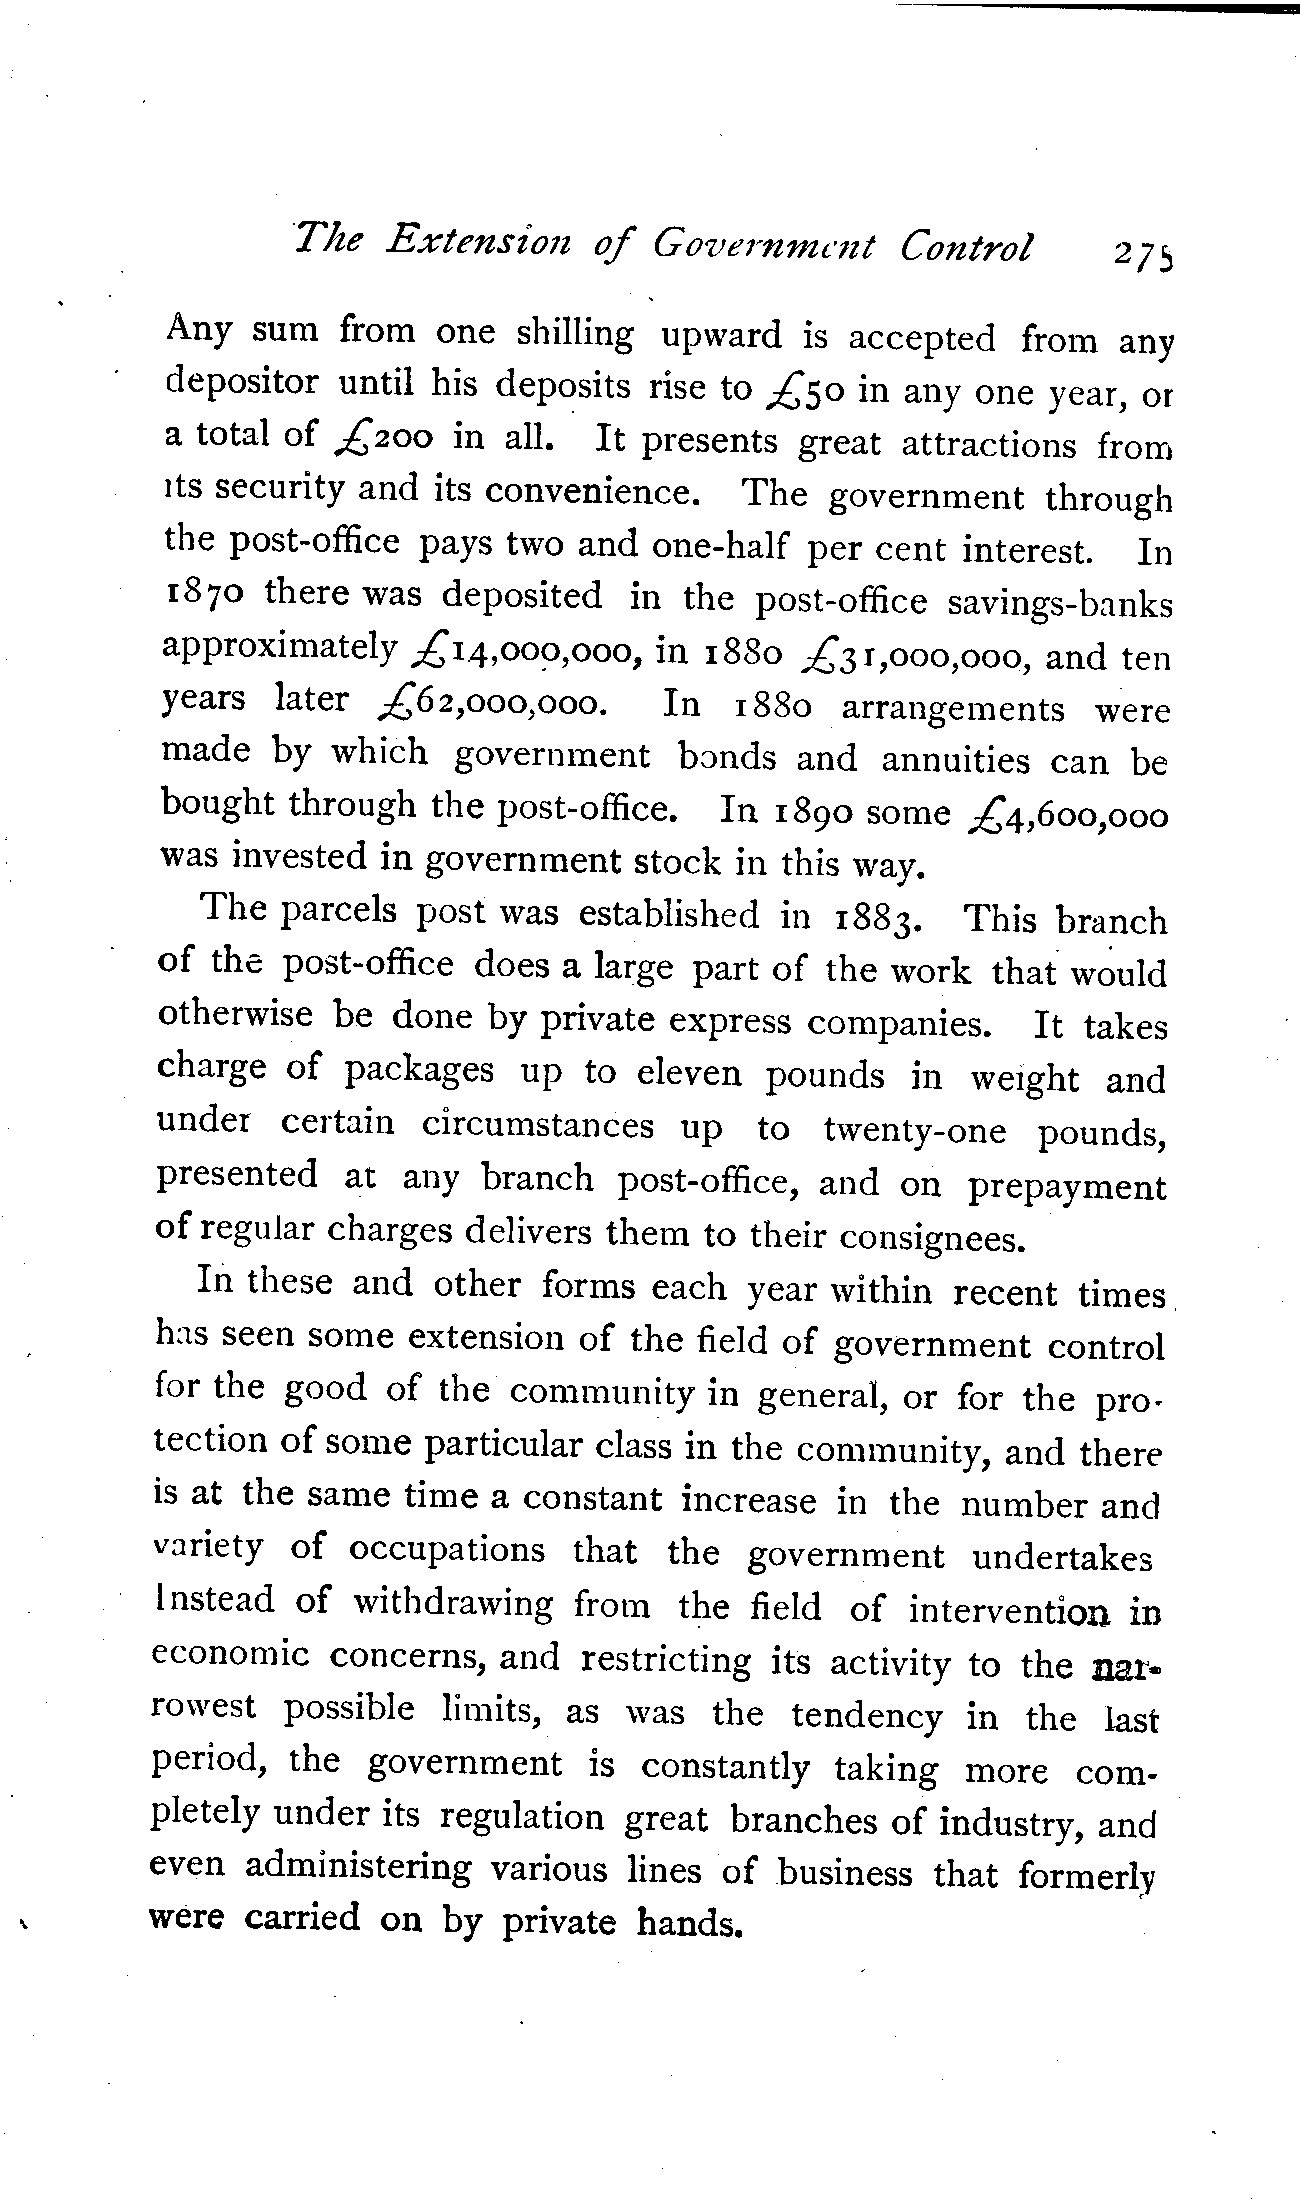 The Extension of Government Control 275
Any sum from one shilling upward is accepted from any
depositor until his deposits rise to £50 in any one year, or
a total of £200 in all. It presents great attractions from
its security and its convenience. The government through
the post-office pays two and one-half per cent interest. In
1870 there was deposited in the post-office savings-banks
approximately £14,000,000, in 1880 £31,000,000, and ten
years later £62,000,000. In 1880 arrangements were
made by which government bonds and annuities can be
bought through the post-office. In 1890 some £4,600,000
was invested in government stock in this way.
The parcels post was established in 1883. This branch
of the post-office does a large part of the work that would
otherwise be done by private express companies. It takes
charge of packages up to eleven pounds in weight and
under certain circumstances up to twenty-one pounds,
presented at any branch post-office, and on prepayment
of regular charges delivers them to their consignees.
In these and other forms each year within recent times
has seen some extension of the field of government control
for the good of the community in general, or for the pro-
tection of some particular class in the community, and there
is at the same time a constant increase in the number and
variety of occupations that the government undertakes
Instead of withdrawing from the field of intervention in
economic concerns, and restricting its activity to the nar-
rowest possible limits, as was the tendency in the last
period, the government is constantly taking more com-
pletely under its regulation great branches of industry, and
even administering various lines of business that formerly
were carried on by private hands.